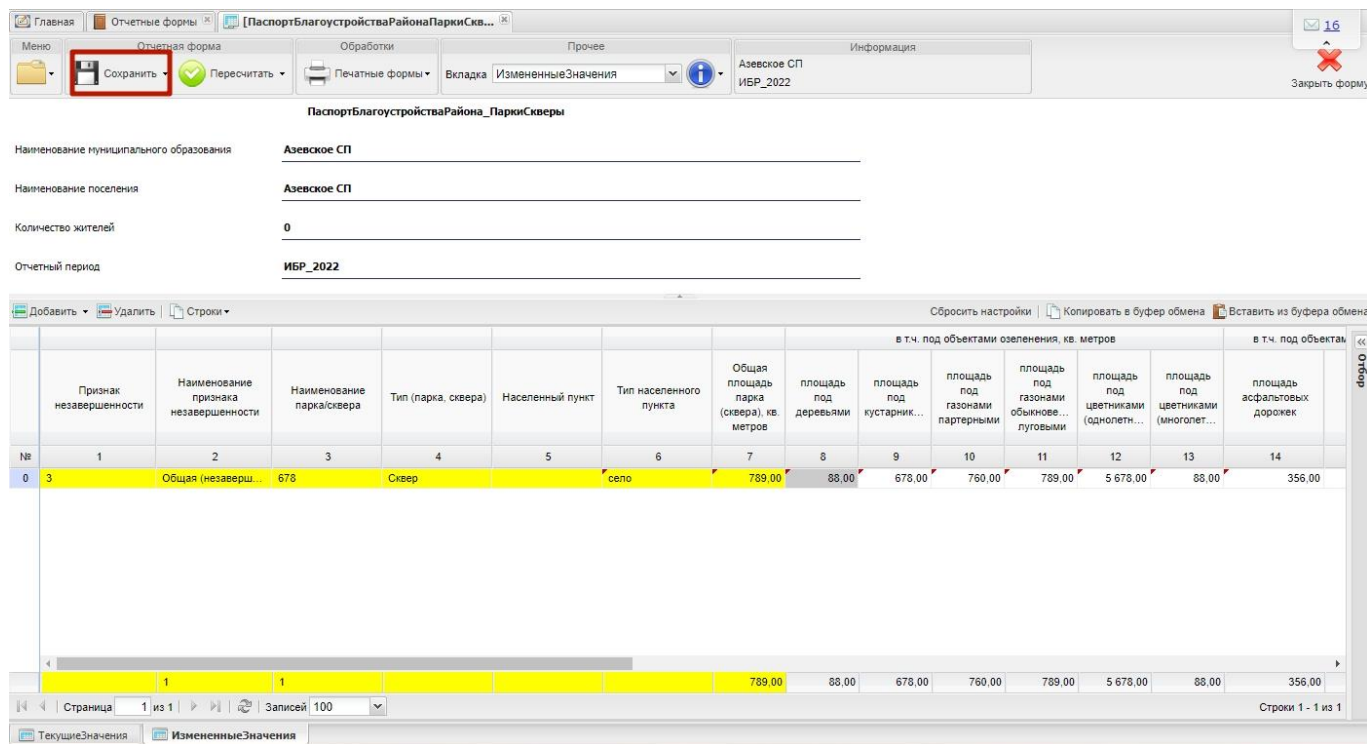 Главная Отчетные формы [ПаспортБлагоустройстваРайонаПаркиСкв...
16
Меню Отчетная форма Обработки Прочее Информация
Сохранить Пересчитать Печатные формы Вкладка ИзмененныеЗначения Азевское СП
ИБР_2022
Закрыть форму
ПаспортБлагоустройстваРайона_ПаркиСкверы
Наименование муниципального образования Азевское СП
Наименование поселения Азевское СП
Количество жителей 0
Отчетный период ИБР_2022
Добавить Удалить Строки Сбросить настройки Копировать в буфер обмена Вставить из буфера обмена
в т.ч. под объектами озеленения, кв. метров в т.ч. под объектам
Отбор
Признак
незавершенности
Наименование
признака
незавершенности
Наименование
парка/сквера
Тип (парка, сквера)
Населенный пункт
Тип населенного
пункта
Общая
площадь
парка
(сквера), кв.
метров
площадь
под
деревьями
площадь
под
кустарник...
площадь
под
газонами
партерными
площадь
под
газонами
обыкнове...
луговыми
площадь
под
цветниками
(однолетн...
площадь
под
цветниками
(многолет...
площадь
асфальтовых
дорожек
№ 1 2 3 4 5 6 7 8 9 10 11 12 13 14
0 3 Общая (незаверш... 678 Сквер село 789,00 88,00 678,00 760,00 789,00 5 678,00 88,00 356,00
1 1 789,00 88,00 678,00 760,00 789,00 5 678,00 88,00 356,00
Страница 1 из 1 Записей 100 Строки 1 - 1 из 1
ТекущиеЗначения ИзмененныеЗначения